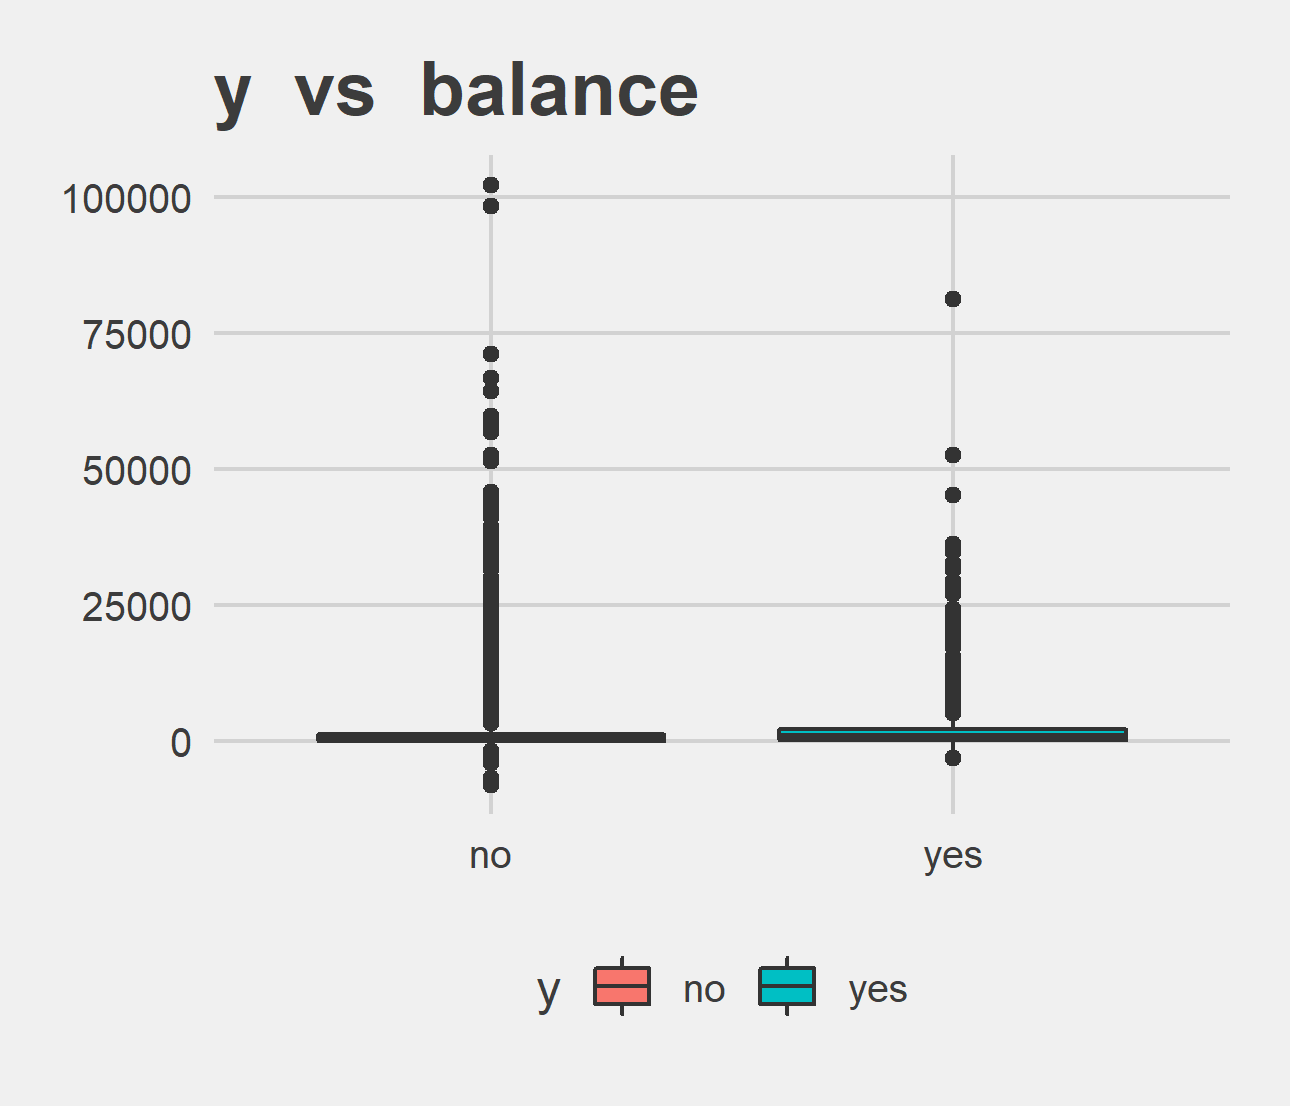 y vs balance
100000
75000
50000
25000
0
no yes
y no yes